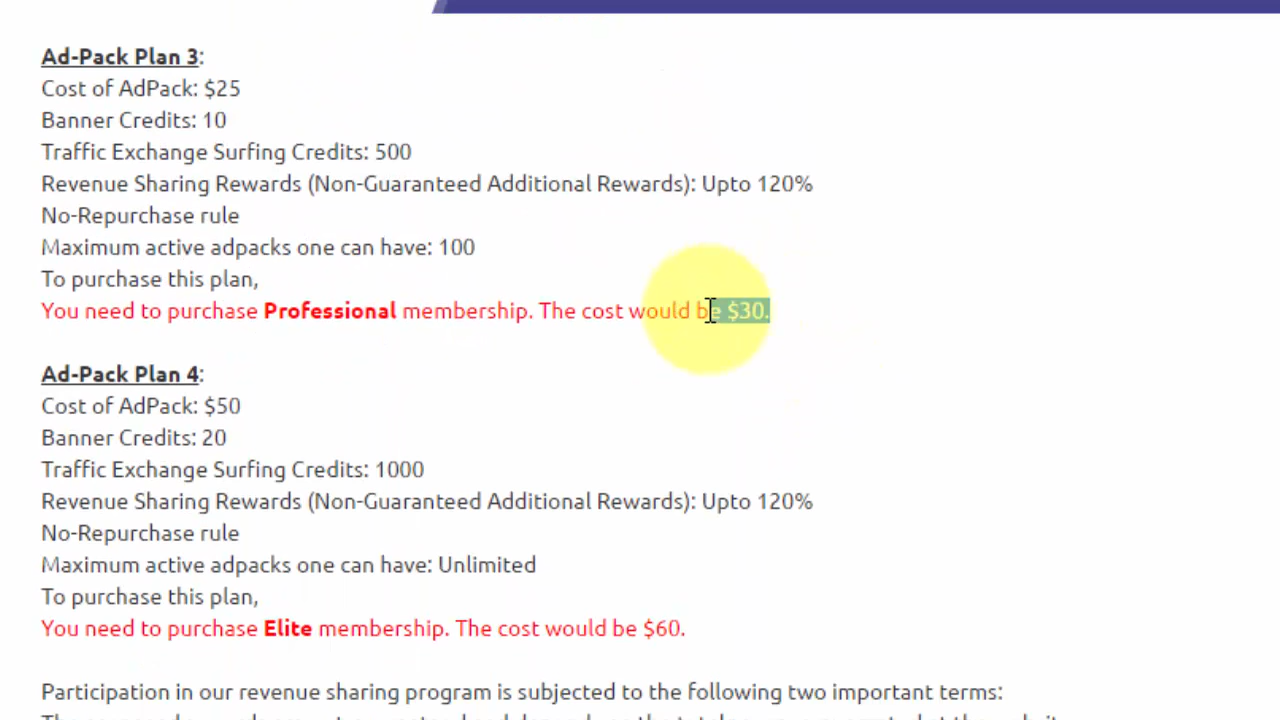 Ad-Pack Plan 3:
Cost of AdPack: $25
Banner Credits: 10
Traffic Exchange Surfing Credits: 500
Revenue Sharing Rewards (Non-Guaranteed Additional Rewards): Upto 120%
No-Repurchase rule
Maximum active adpacks one can have: 100
To purchase this plan,
You need to purchase Professional membership. The cost would be $30.
Ad-Pack Plan 4:
Cost of AdPack: $50
Banner Credits: 20
Traffic Exchange Surfing Credits: 1000
Revenue Sharing Rewards (Non-Guaranteed Additional Rewards): Upto 120%
No-Repurchase rule
Maximum active adpacks one can have: Unlimited
To purchase this plan,
You need to purchase Elite membership. The cost would be $60.
Participation in our revenue sharing program is subjected to the following two important terms: